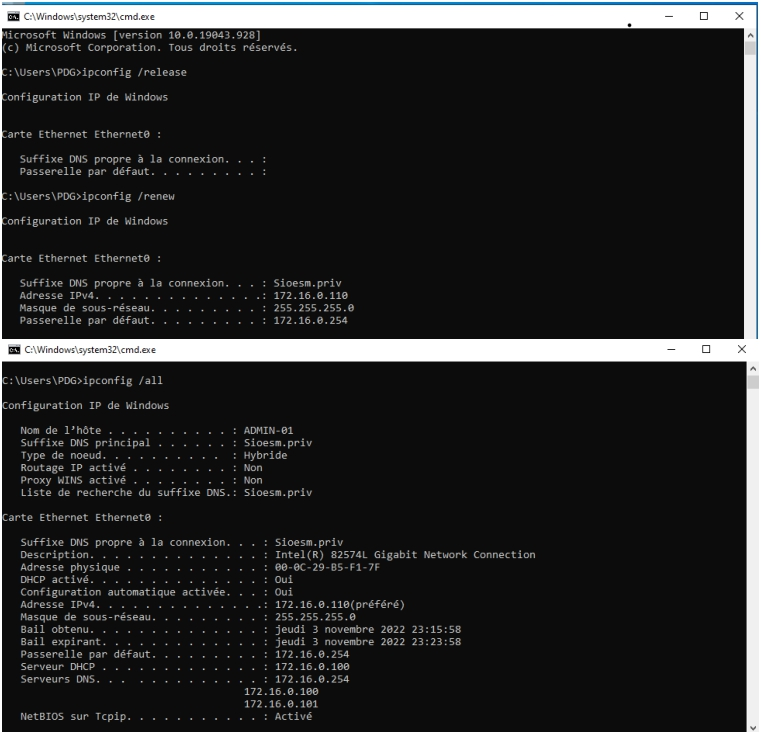 C:\Windows\system32\cmd.exe
Microsoft Windows [version 10.0.19043.928]
(c) Microsoft Corporation. Tous droits réservés.
C:\Users\PDG>ipconfig /release
Configuration IP de Windows
Carte Ethernet Ethernet0 :
Suffixe DNS propre à la connexion. . . :
Passerelle par défaut. . . . . . . . . :
C:\Users\PDG>ipconfig /renew
Configuration IP de Windows
Carte Ethernet Ethernet0 :
Suffixe DNS propre à la connexion. . . : Sioesm.priv
Adresse IPv4. . . . . . . . . . . . . .: 172.16.0.110
Masque de sous-réseau. . . . . . . . . : 255.255.255.0
Passerelle par défaut. . . . . . . . . : 172.16.0.254
C:\Windows\system32\cmd.exe
C:\Users\PDG>ipconfig /all
Configuration IP de Windows
Nom de l’hôte . . . . . . . . . . : ADMIN-01
Suffixe DNS principal . . . . . . : Sioesm.priv
Type de noeud. . . . . . . . . .  : Hybride
Routage IP activé . . . . . . . . : Non
Proxy WINS activé . . . . . . . . : Non
Liste de recherche du suffixe DNS.: Sioesm.priv
Carte Ethernet Ethernet0 :
Suffixe DNS propre à la connexion. . . : Sioesm.priv
Description. . . . . . . . . . . . . . : Intel(R) 82574L Gigabit Network Connection
Adresse physique . . . . . . . . . . . : 00-0C-29-B5-F1-7F
DHCP activé. . . . . . . . . . . . . . : Oui
Configuration automatique activée. . . : Oui
Adresse IPv4. . . . . . . . . . . . . .: 172.16.0.110(préféré)
Masque de sous-réseau. . . . . . . . . : 255.255.255.0
Bail obtenu. . . . . . . . . . . . . . : jeudi 3 novembre 2022 23:15:58
Bail expirant. . . . . . . . . . . . . : jeudi 3 novembre 2022 23:23:58
Passerelle par défaut. . . . . . . . . : 172.16.0.254
Serveur DHCP . . . . . . . . . . . . . : 172.16.0.100
Serveurs DNS. . .  . . . . . . . . . . : 172.16.0.254
172.16.0.100
172.16.0.101
NetBIOS sur Tcpip. . . . . . . . . . . : Activé